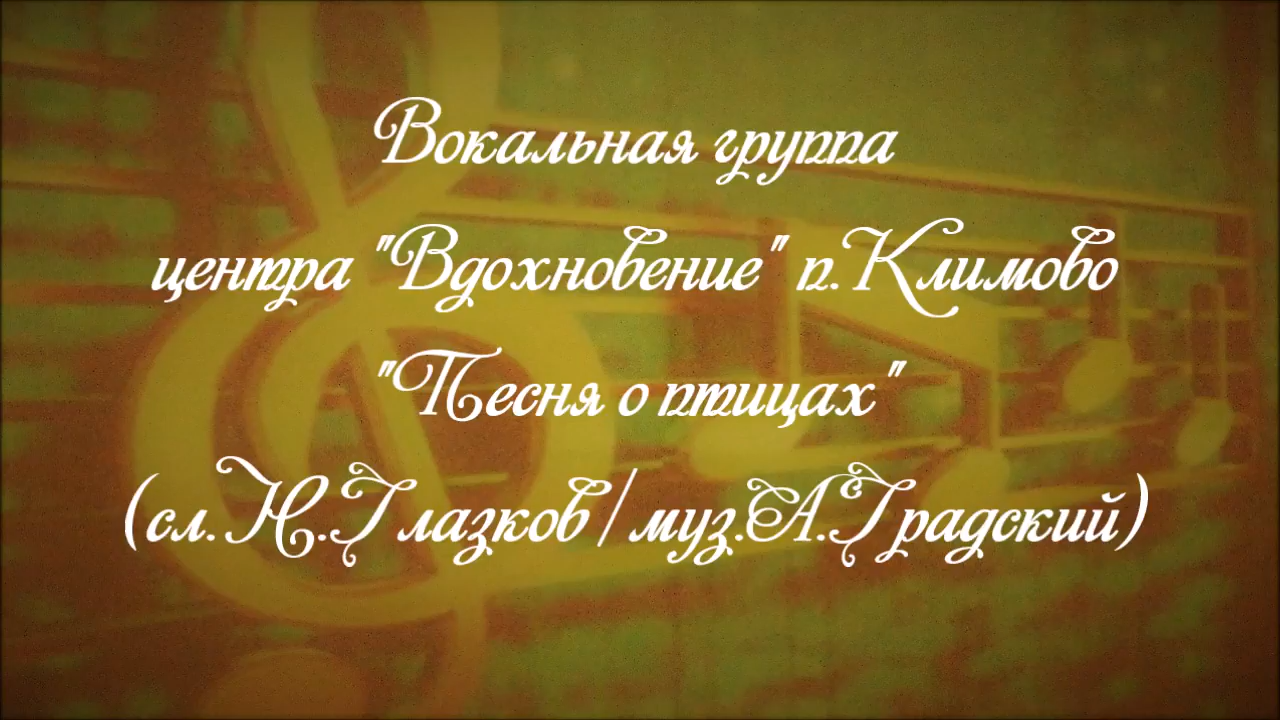 Вокальная группа
центра "Вдохновение" п.Климово
"Песня о птицах"
(сл.Н.Глазков/муз.А.Градский)